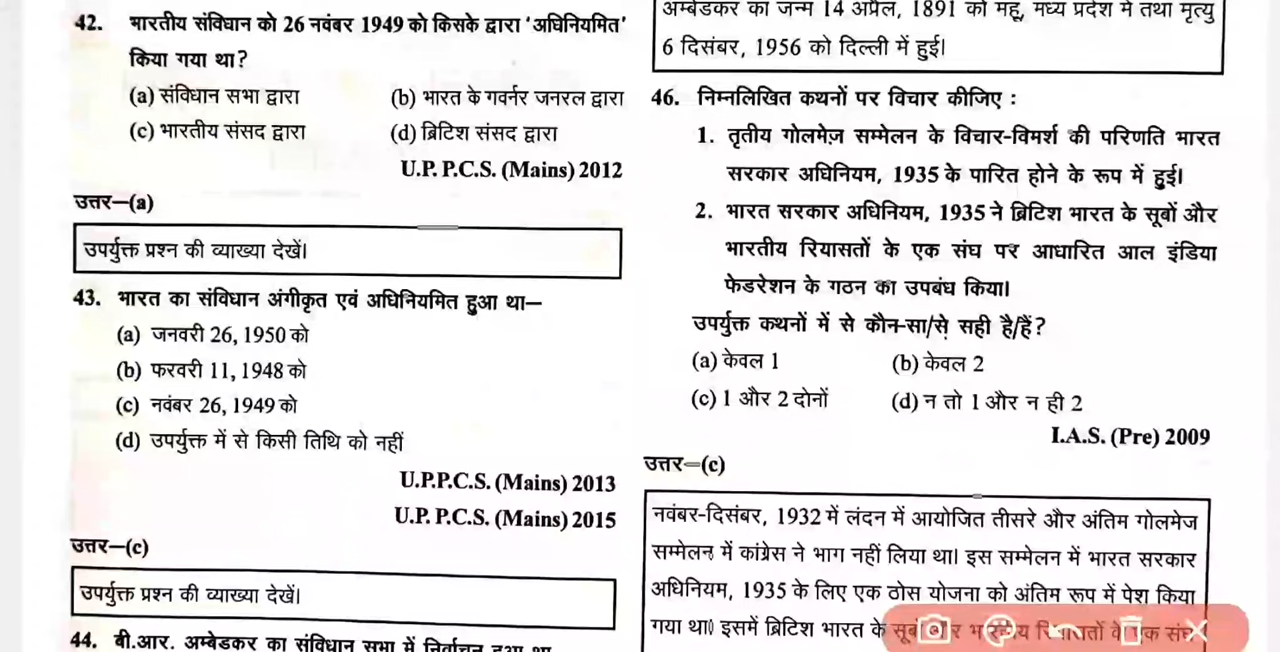 42. भारतीय संविधान को 26 नवंबर 1949 को किसके द्वारा 'अधिनियमित'
किया गया था?
(a) संविधान सभा द्वारा (b) भारत के गवर्नर जनरल द्वारा
(c) भारतीय संसद द्वारा (d) ब्रिटिश संसद द्वारा
U.P. P.C.S. (Mains) 2012
उत्तर–(a)
उपर्युक्त प्रश्न की व्याख्या देखें।
43. भारत का संविधान अंगीकृत एवं अधिनियमित हुआ था–
(a) जनवरी 26, 1950 को
(b) फरवरी 11, 1948 को
(c) नवंबर 26, 1949 को
(d) उपर्युक्त में से किसी तिथि को नहीं
U.P.P.C.S. (Mains) 2013
U.P. P.C.S. (Mains) 2015
उत्तर–(c)
उपर्युक्त प्रश्न की व्याख्या देखें।
44. बी.आर. अम्बेडकर का संविधान सभा में निर्वाचन हुआ था
अम्बेडकर का जन्म 14 अप्रैल, 1891 को महू, मध्य प्रदेश में तथा मृत्यु
6 दिसंबर, 1956 को दिल्ली में हुई।
46. निम्नलिखित कथनों पर विचार कीजिए :
1. तृतीय गोलमेज़ सम्मेलन के विचार-विमर्श की परिणति भारत
सरकार अधिनियम, 1935 के पारित होने के रूप में हुई।
2. भारत सरकार अधिनियम, 1935 ने ब्रिटिश भारत के सूबों और
भारतीय रियासतों के एक संघ पर आधारित आल इंडिया
फेडरेशन के गठन का उपबंध किया।
उपर्युक्त कथनों में से कौन-सा/से सही है/हैं?
(a) केवल 1 (b) केवल 2
(c) 1 और 2 दोनों (d) न तो 1 और न ही 2
I.A.S. (Pre) 2009
उत्तर–(c)
नवंबर-दिसंबर, 1932 में लंदन में आयोजित तीसरे और अंतिम गोलमेज
सम्मेलन में कांग्रेस ने भाग नहीं लिया था। इस सम्मेलन में भारत सरकार
अधिनियम, 1935 के लिए एक ठोस योजना को अंतिम रूप में पेश किया
गया था। इसमें ब्रिटिश भारत के एक संघ